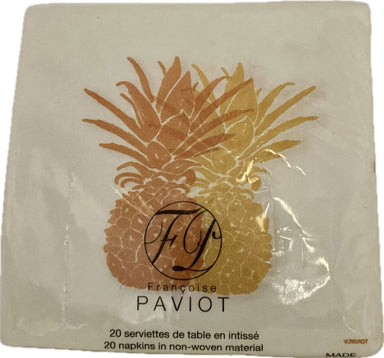 FP
Françoise
PAVIOT
20 serviettes de table en intissé
20 napkins in non-woven material
MADE